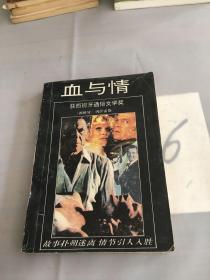 血与情
获西班牙通俗文学奖
故事扑朔迷离 情节引人入胜